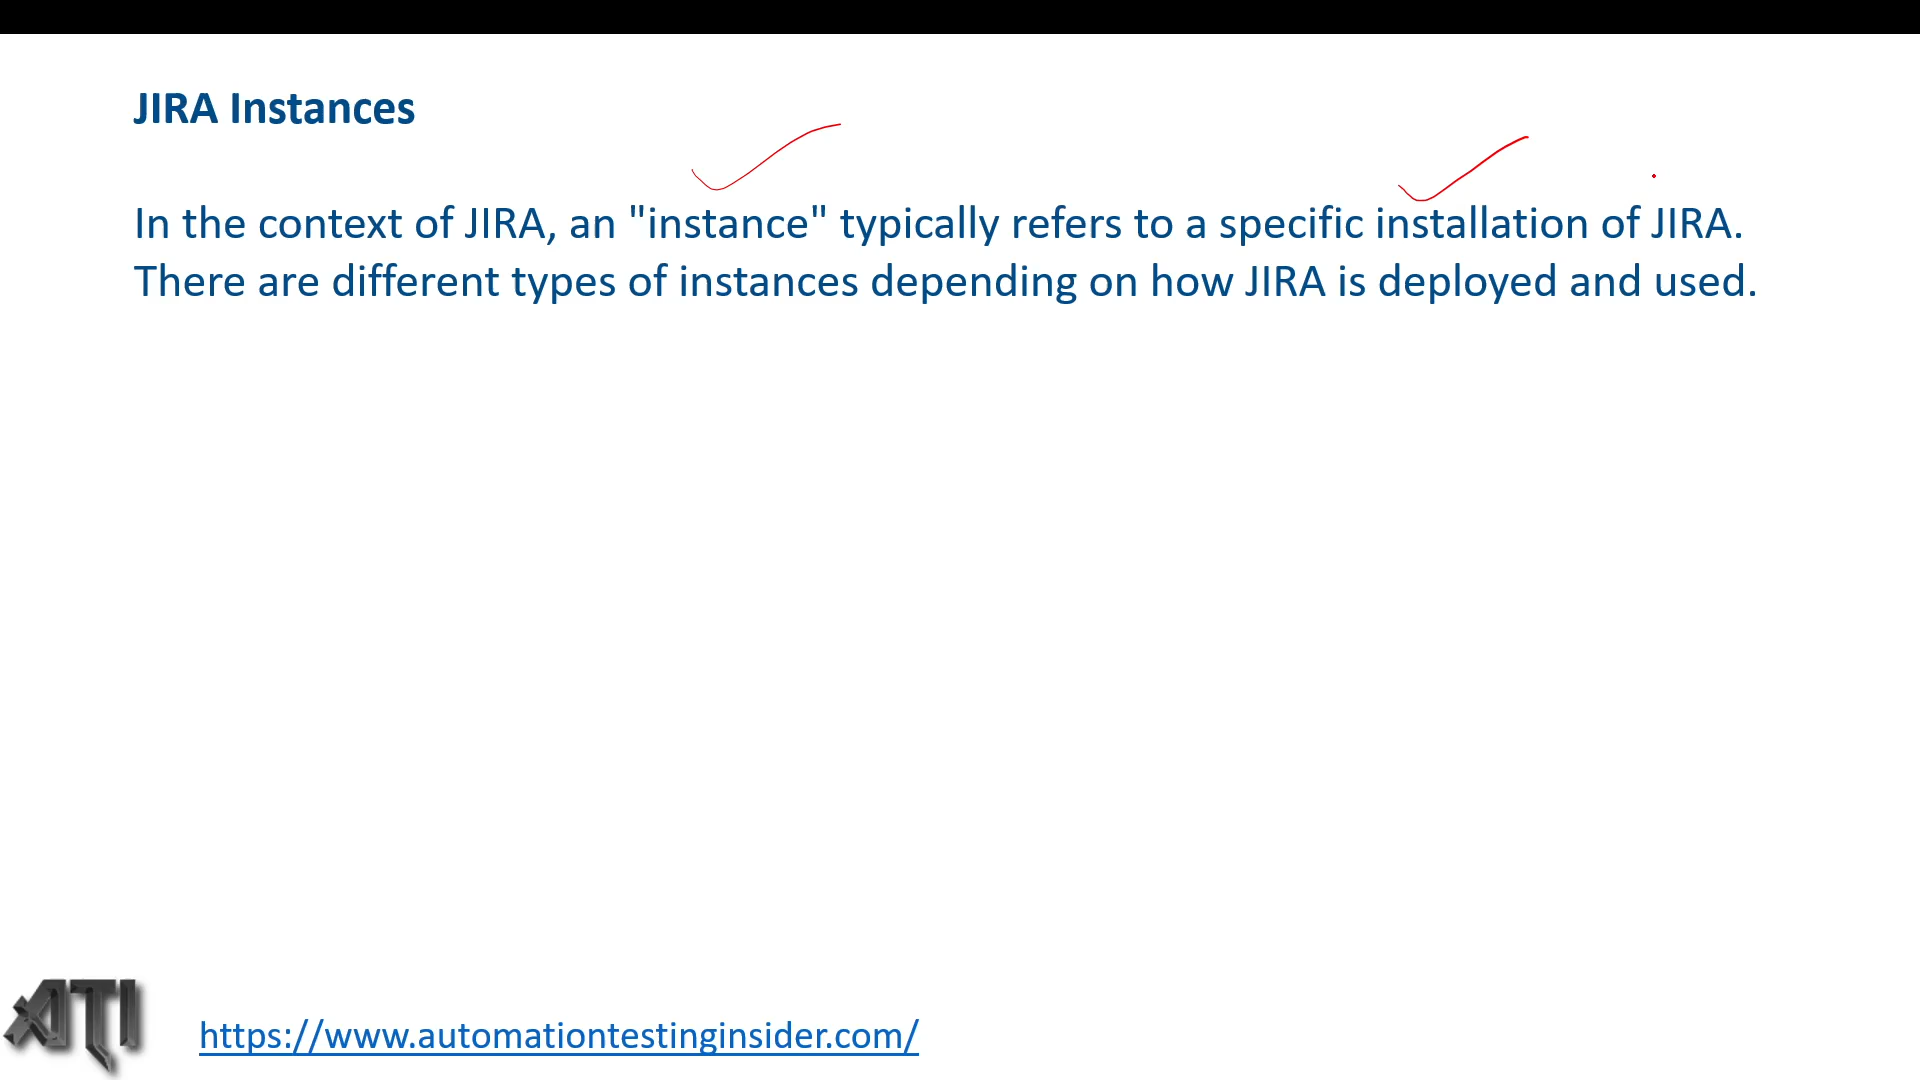 JIRA Instances
In the context of JIRA, an "instance" typically refers to a specific installation of JIRA.
There are different types of instances depending on how JIRA is deployed and used.
ATI
https://www.automationtestinginsider.com/